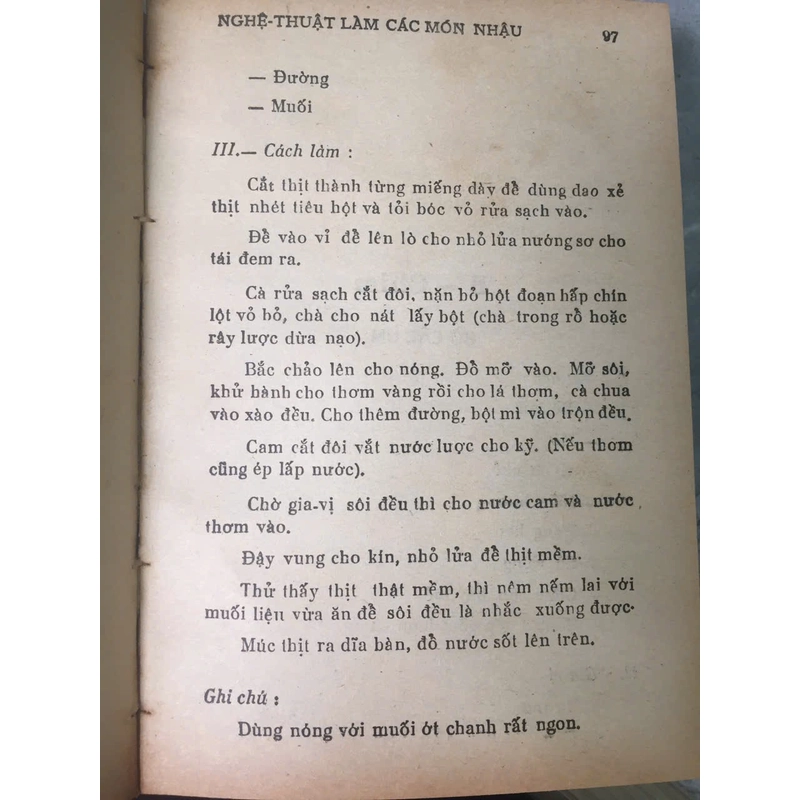 NGHỆ-THUẬT LÀM CÁC MÓN NHẬU 97
— Đường
— Muối
III.— Cách làm :
Cắt thịt thành từng miếng dày để dùng dao xẻ
thịt nhét tiêu hột và tỏi bóc vỏ rửa sạch vào.
Để vào vỉ để lên lò cho nhỏ lửa nướng sơ cho
tái đem ra.
Cà rửa sạch cắt đôi, nặn bỏ hột đoạn hấp chín
lột vỏ bỏ, chà cho nát lấy bột (chà trong rổ hoặc
rây lược dừa nạo).
Bắc chảo lên cho nóng. Đồ mỡ vào. Mỡ sôi,
khử hành cho thơm vàng rồi cho lá thơm, cà chua
vào xào đều. Cho thêm đường, bột mì vào trộn đều.
Cam cắt đôi vắt nước lược cho kỹ. (Nếu thơm
cũng ép lấp nước).
Chờ gia-vị sôi đều thì cho nước cam và nước
thơm vào.
Đậy vung cho kín, nhỏ lửa để thịt mềm.
Thử thấy thịt thật mềm, thì nêm nếm lai với
muối liệu vừa ăn để sôi đều là nhắc xuống được.
Múc thịt ra dĩa bàn, đổ nước sốt lên trên.
Ghi chú :
Dùng nóng với muối ớt chanh rất ngon.